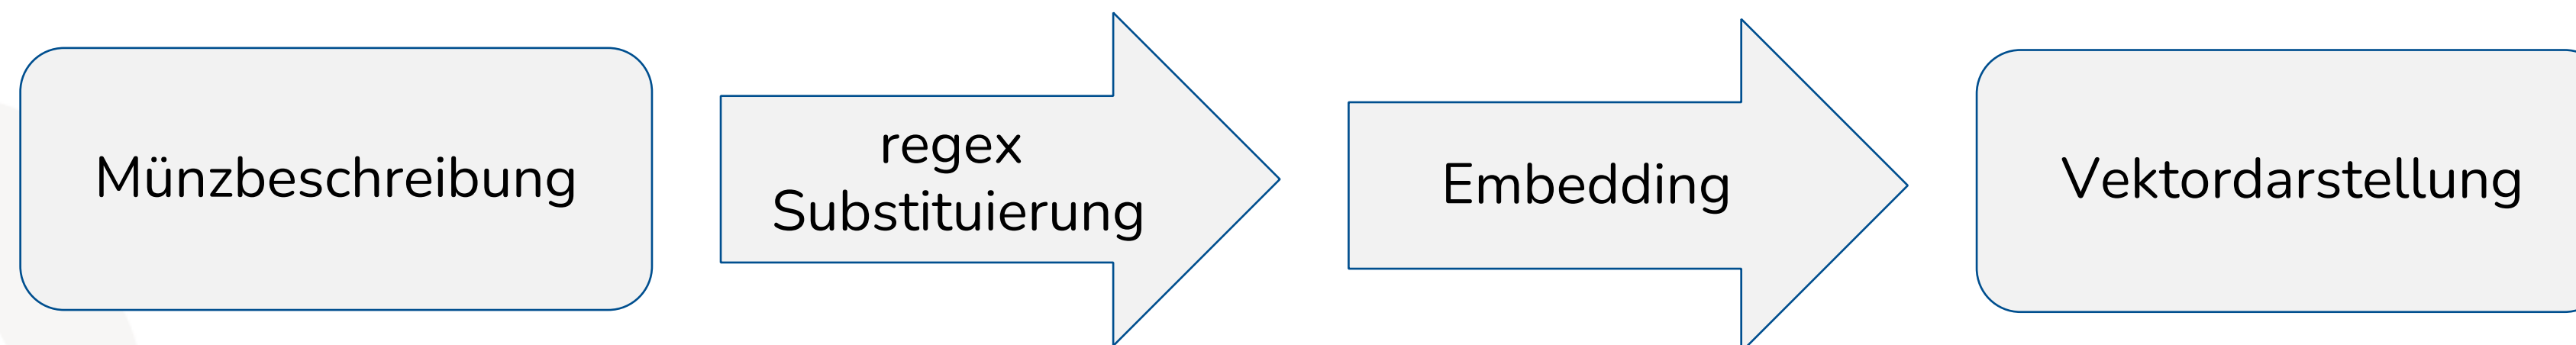 Münzbeschreibung
regex
Substituierung
Embedding
Vektordarstellung